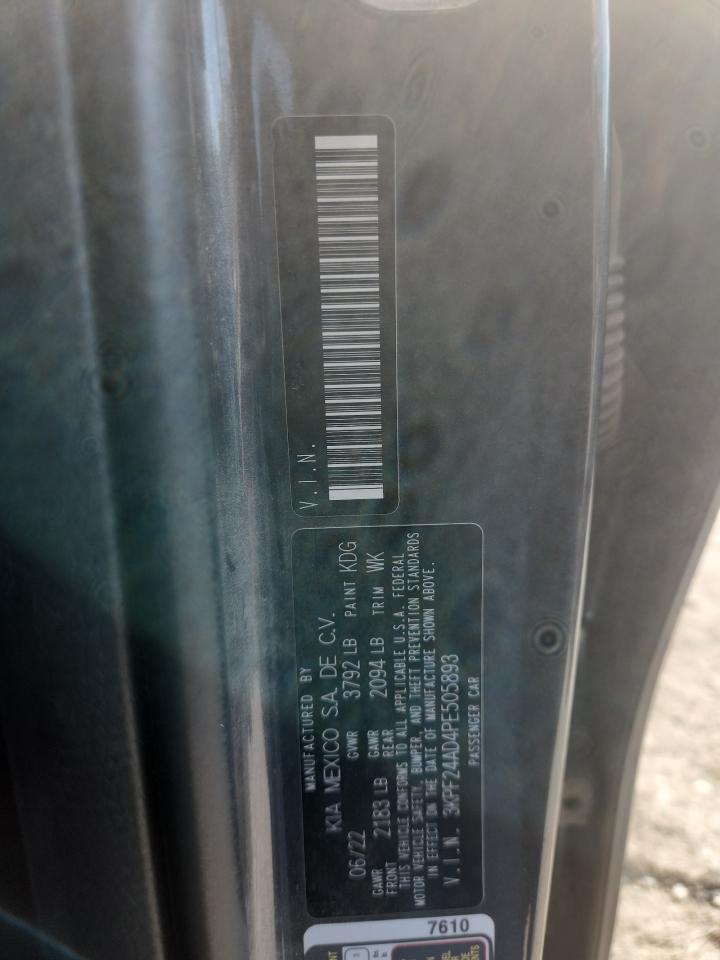 V.I.N.
MANUFACTURED BY
KIA MEXICO S.A. DE C.V.
06/22 GVWR 3792 LB PAINT KDG
GAWR FRONT 2183 LB GAWR REAR 2094 LB TRIM WK
THIS VEHICLE CONFORMS TO ALL APPLICABLE U.S.A. FEDERAL
MOTOR VEHICLE SAFETY, BUMPER, AND THEFT PREVENTION STANDARDS
IN EFFECT ON THE DATE OF MANUFACTURE SHOWN ABOVE.
V.I.N. 3KPF24AD4PE505893
PASSENGER CAR
7610